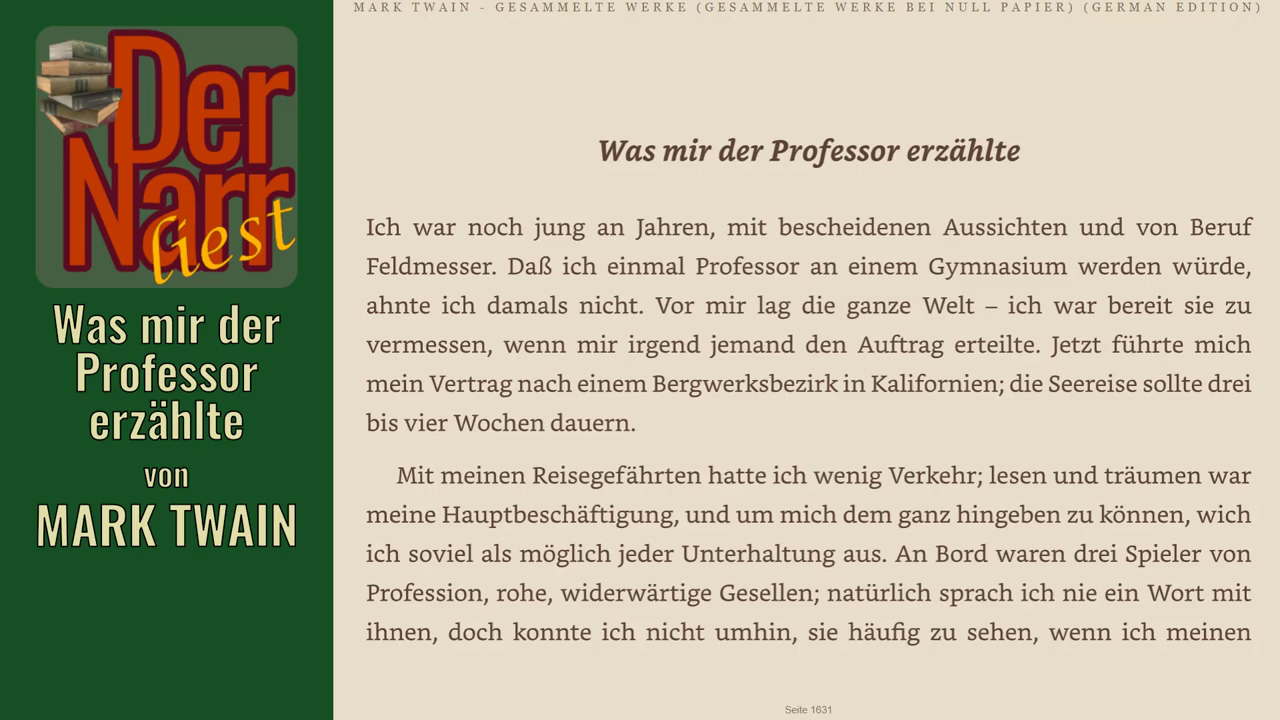 Der
Narr
liest
Was mir der
Professor
erzählte
von
MARK TWAIN
MARK TWAIN - GESAMMELTE WERKE (GESAMMELTE WERKE BEI NULL PAPIER) (GERMAN EDITION)
Was mir der Professor erzählte
Ich war noch jung an Jahren, mit bescheidenen Aussichten und von Beruf
Feldmesser. Daß ich einmal Professor an einem Gymnasium werden würde,
ahnte ich damals nicht. Vor mir lag die ganze Welt – ich war bereit sie zu
vermessen, wenn mir irgend jemand den Auftrag erteilte. Jetzt führte mich
mein Vertrag nach einem Bergwerksbezirk in Kalifornien; die Seereise sollte drei
bis vier Wochen dauern.
Mit meinen Reisegefährten hatte ich wenig Verkehr; lesen und träumen war
meine Hauptbeschäftigung, und um mich dem ganz hingeben zu können, wich
ich soviel als möglich jeder Unterhaltung aus. An Bord waren drei Spieler von
Profession, rohe, widerwärtige Gesellen; natürlich sprach ich nie ein Wort mit
ihnen, doch konnte ich nicht umhin, sie häufig zu sehen, wenn ich meinen
Seite 1631